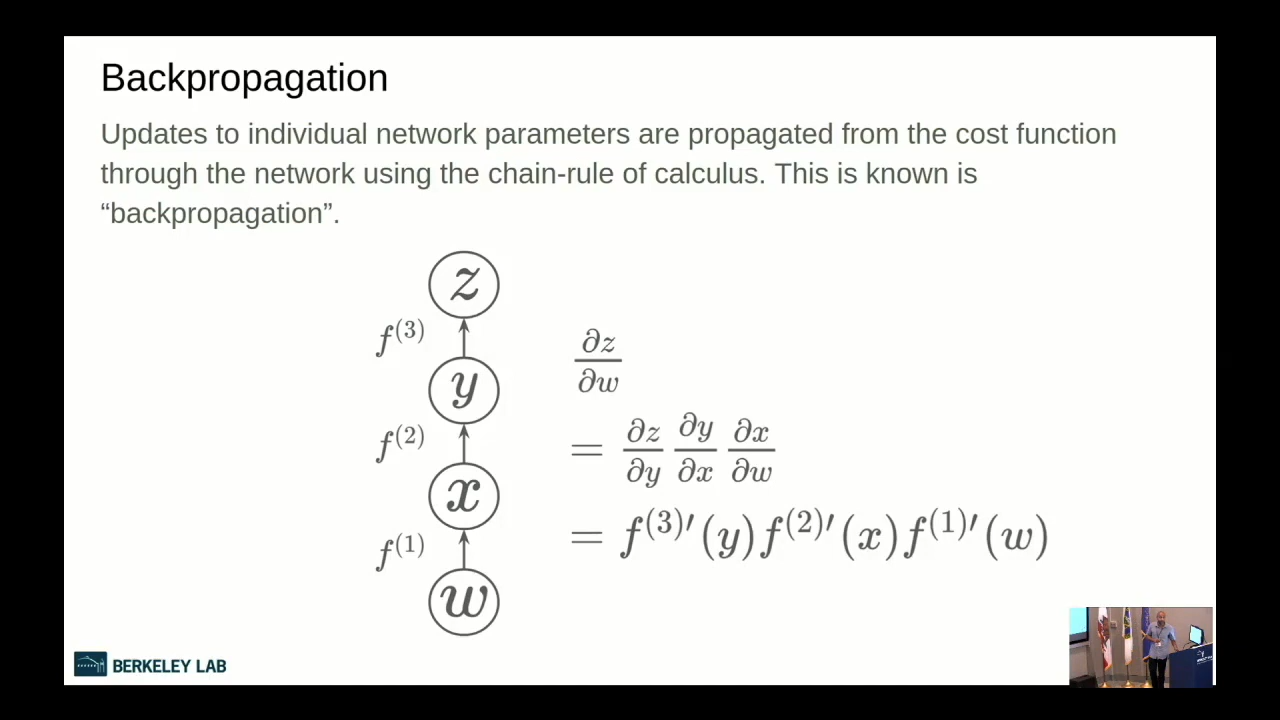 Backpropagation
Updates to individual network parameters are propagated from the cost function
through the network using the chain-rule of calculus. This is known is
“backpropagation”.
z
f^{(3)}
y
f^{(2)}
x
f^{(1)}
w
∂z/∂w
= ∂z/∂y ∂y/∂x ∂x/∂w
= f^{(3)}′(y) f^{(2)}′(x) f^{(1)}′(w)
BERKELEY LAB